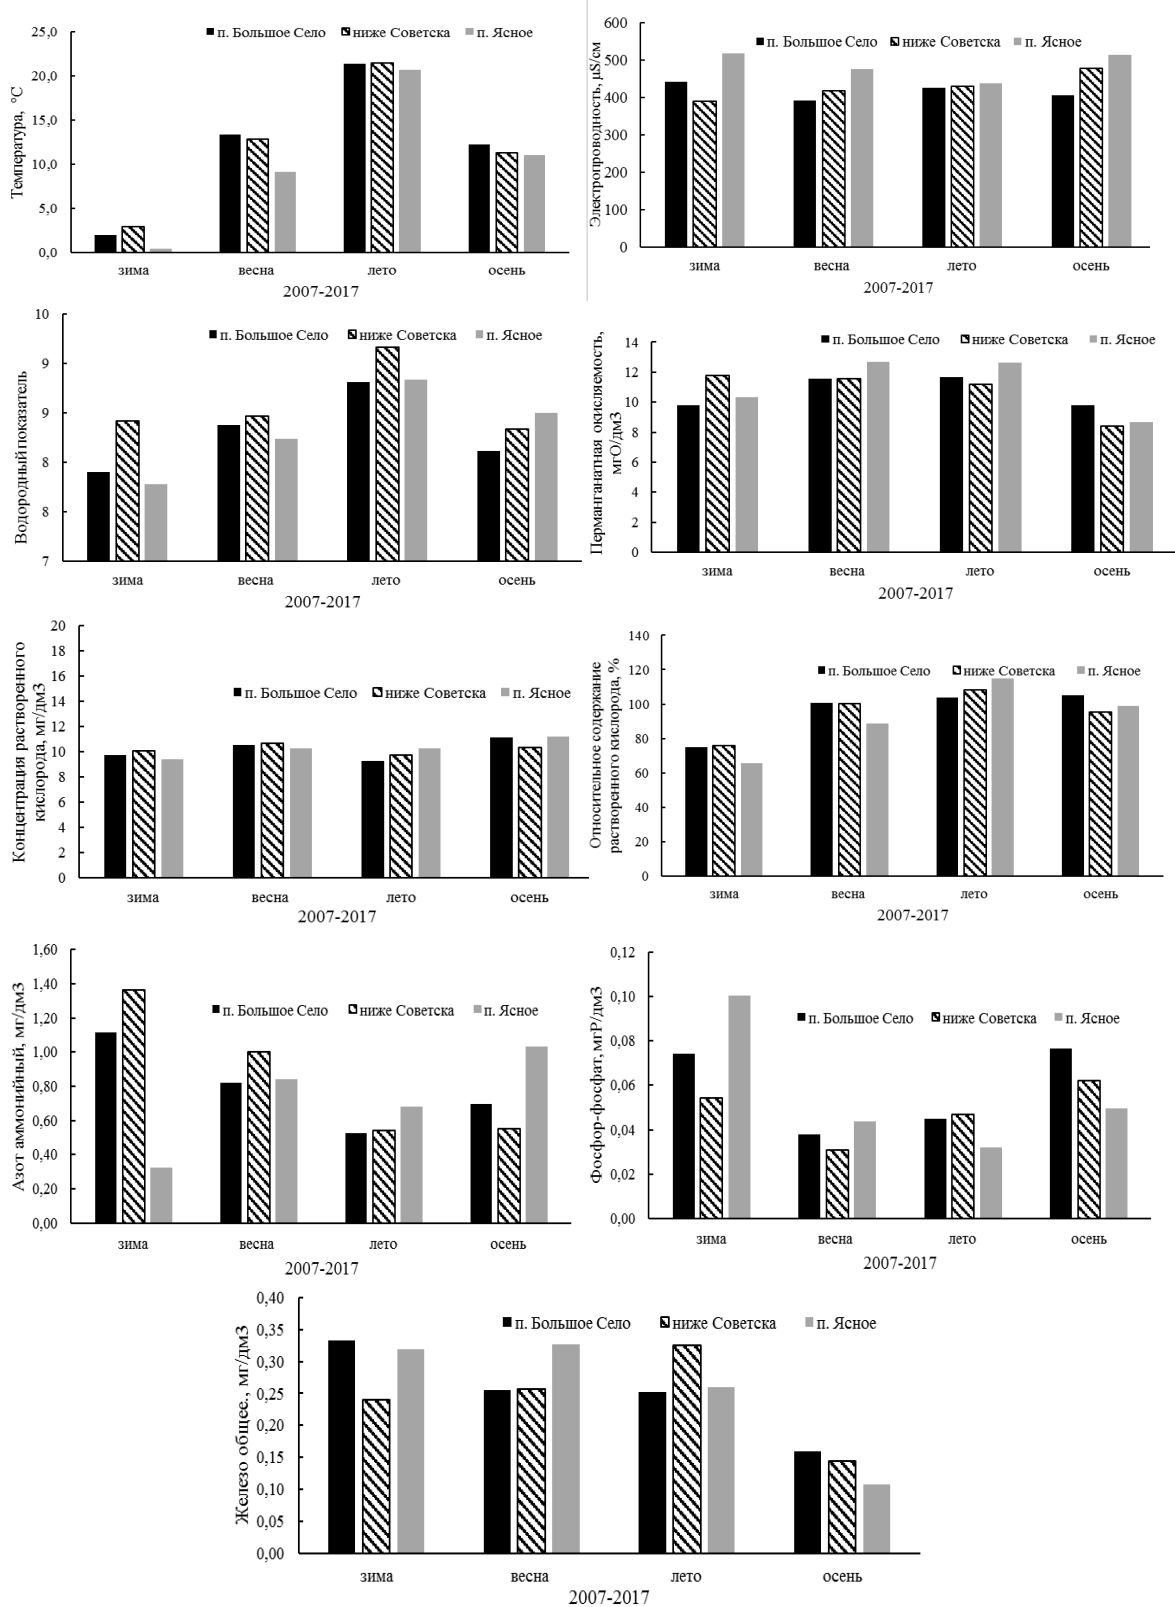 Температура, °C
25,0
20,0
15,0
10,0
5,0
0,0
п. Большое Село ниже Советска п. Ясное
зима весна лето осень
2007-2017
Электропроводность, µS/см
600
500
400
300
200
100
0
п. Большое Село ниже Советска п. Ясное
зима весна лето осень
2007-2017
Водородный показатель
10
9
9
8
8
7
п. Большое Село ниже Советска п. Ясное
зима весна лето осень
2007-2017
Перманганатная окисляемость,
мгО/дм3
14
12
10
8
6
4
2
0
п. Большое Село ниже Советска п. Ясное
зима весна лето осень
2007-2017
Концентрация растворенного
кислорода, мг/дм3
20
18
16
14
12
10
8
6
4
2
0
п. Большое Село ниже Советска п. Ясное
зима весна лето осень
2007-2017
Относительное содержание
растворенного кислорода, %
140
120
100
80
60
40
20
0
п. Большое Село ниже Советска п. Ясное
зима весна лето осень
2007-2017
Азот аммонийный, мг/дм3
1,60
1,40
1,20
1,00
0,80
0,60
0,40
0,20
0,00
п. Большое Село ниже Советска п. Ясное
зима весна лето осень
2007-2017
Фосфор-фосфат, мгР/дм3
0,12
0,10
0,08
0,06
0,04
0,02
0,00
п. Большое Село ниже Советска п. Ясное
зима весна лето осень
2007-2017
Железо общее., мг/дм3
0,40
0,35
0,30
0,25
0,20
0,15
0,10
0,05
0,00
п. Большое Село ниже Советска п. Ясное
зима весна лето осень
2007-2017